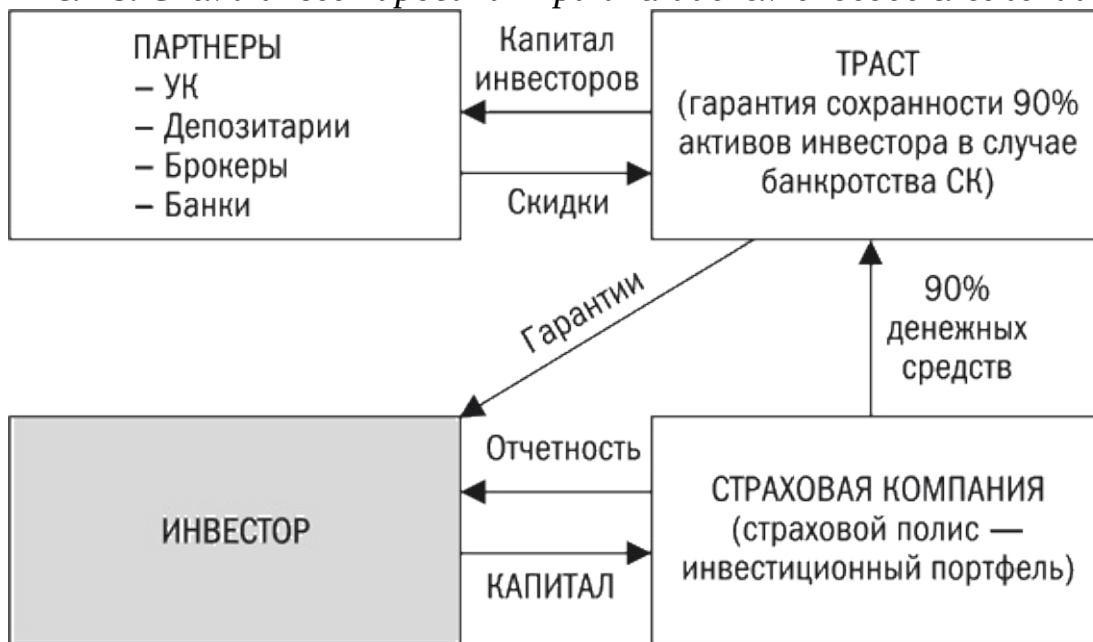 ПАРТНЕРЫ
– УК
– Депозитарии
– Брокеры
– Банки
Капитал
инвесторов
Скидки
ТРАСТ
(гарантия сохранности 90%
активов инвестора в случае
банкротства СК)
Гарантии
90%
денежных
средств
ИНВЕСТОР
Отчетность
КАПИТАЛ
СТРАХОВАЯ КОМПАНИЯ
(страховой полис —
инвестиционный портфель)